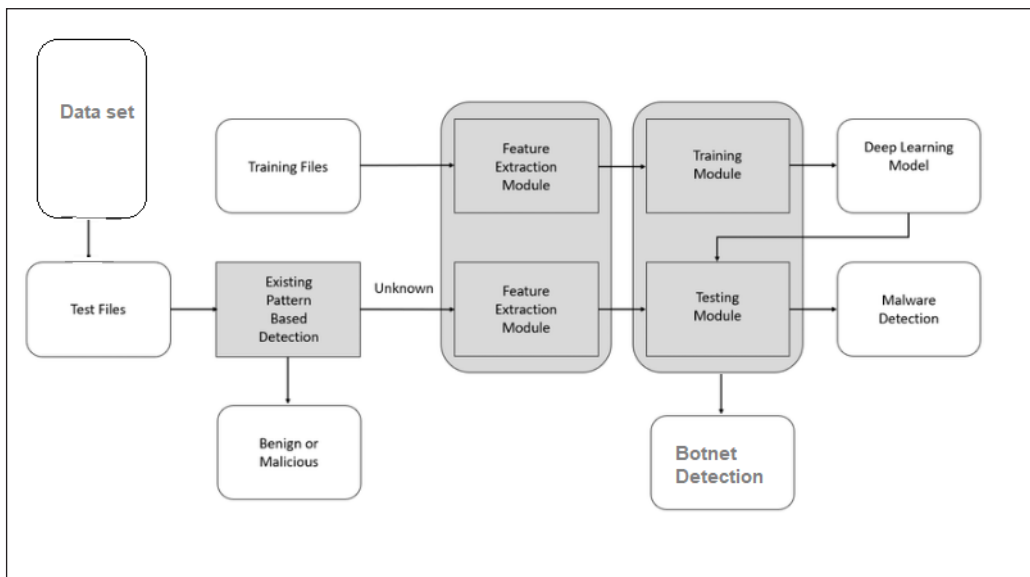 Data set
Training Files
Feature
Extraction
Module
Training
Module
Deep Learning
Model
Test Files
Existing
Pattern
Based
Detection
Unknown
Feature
Extraction
Module
Testing
Module
Malware
Detection
Benign or
Malicious
Botnet
Detection